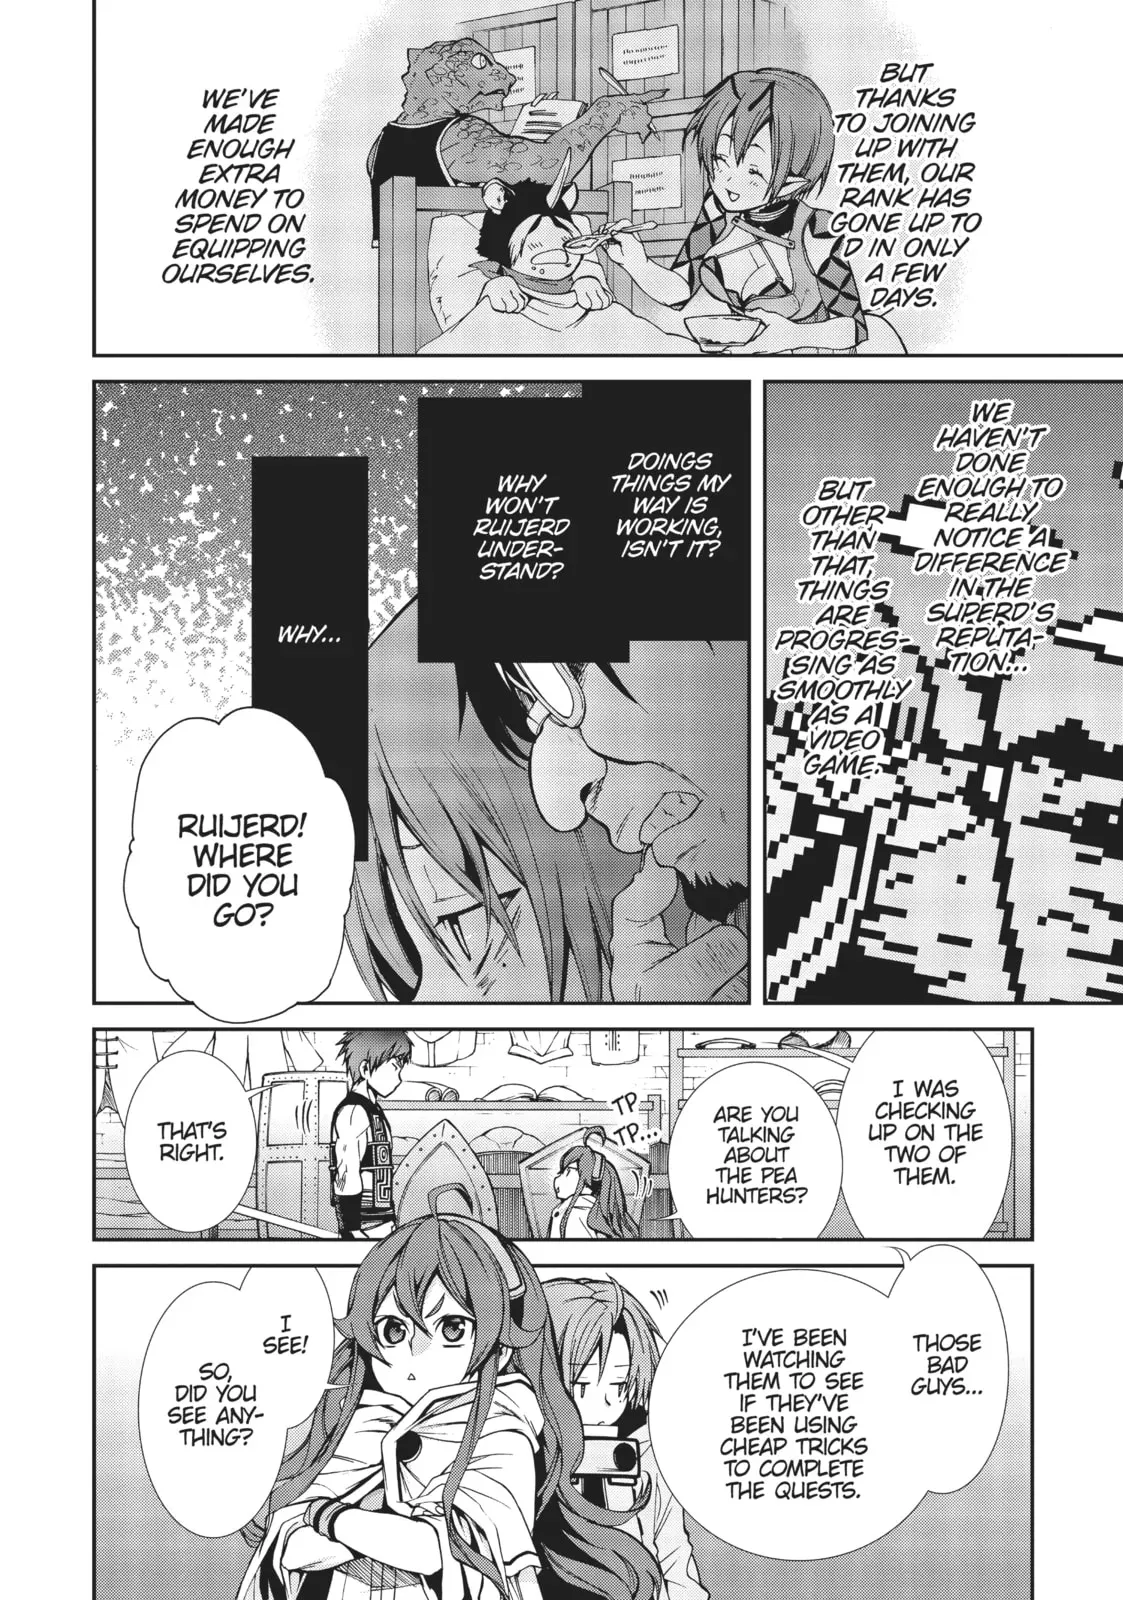 BUT
THANKS
TO JOINING
UP WITH
THEM, OUR
RANK HAS
GONE UP TO
D IN ONLY
A FEW
DAYS.
WE'VE
MADE
ENOUGH
EXTRA
MONEY TO
SPEND ON
EQUIPPING
OURSELVES.
WE
HAVEN'T
DONE
ENOUGH TO
REALLY
NOTICE A
DIFFERENCE
IN THE
SUPERD'S
REPUTA-
TION...
BUT
OTHER
THAN
THAT,
THINGS
ARE
PROGRES-
SING AS
SMOOTHLY
AS A
VIDEO
GAME.
DOINGS
THINGS MY
WAY IS
WORKING,
ISN'T IT?
WHY
WON'T
RUIJERD
UNDER-
STAND?
WHY...
RUIJERD!
WHERE
DID YOU
GO?
I WAS
CHECKING
UP ON THE
TWO OF
THEM.
ARE YOU
TALKING
ABOUT
THE PEA
HUNTERS?
TP
TP...
THAT'S
RIGHT.
THOSE
BAD
GUYS...
I'VE BEEN
WATCHING
THEM TO SEE
IF THEY'VE
BEEN USING
CHEAP TRICKS
TO COMPLETE
THE QUESTS.
I
SEE!
SO,
DID YOU
SEE ANY-
THING?